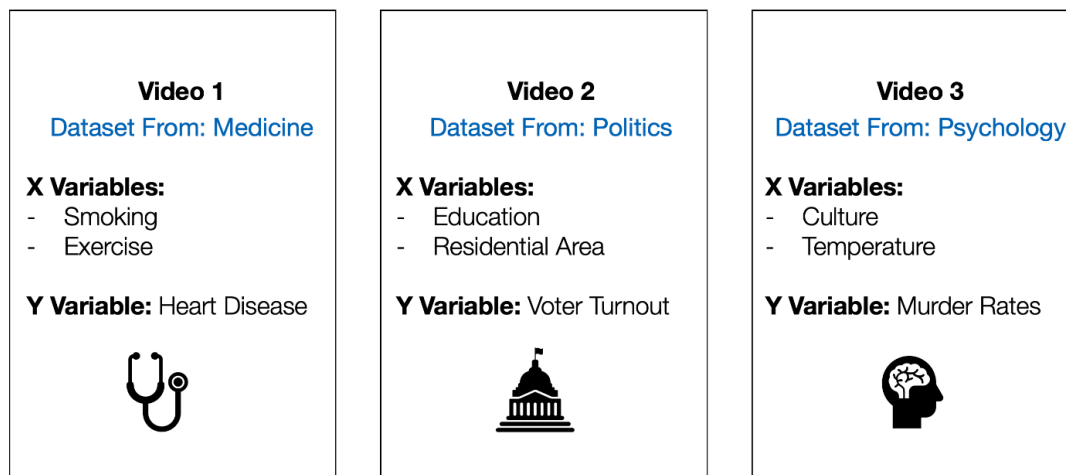 Video 1
Dataset From: Medicine
X Variables:
- Smoking
- Exercise
Y Variable: Heart Disease
Video 2
Dataset From: Politics
X Variables:
- Education
- Residential Area
Y Variable: Voter Turnout
Video 3
Dataset From: Psychology
X Variables:
- Culture
- Temperature
Y Variable: Murder Rates